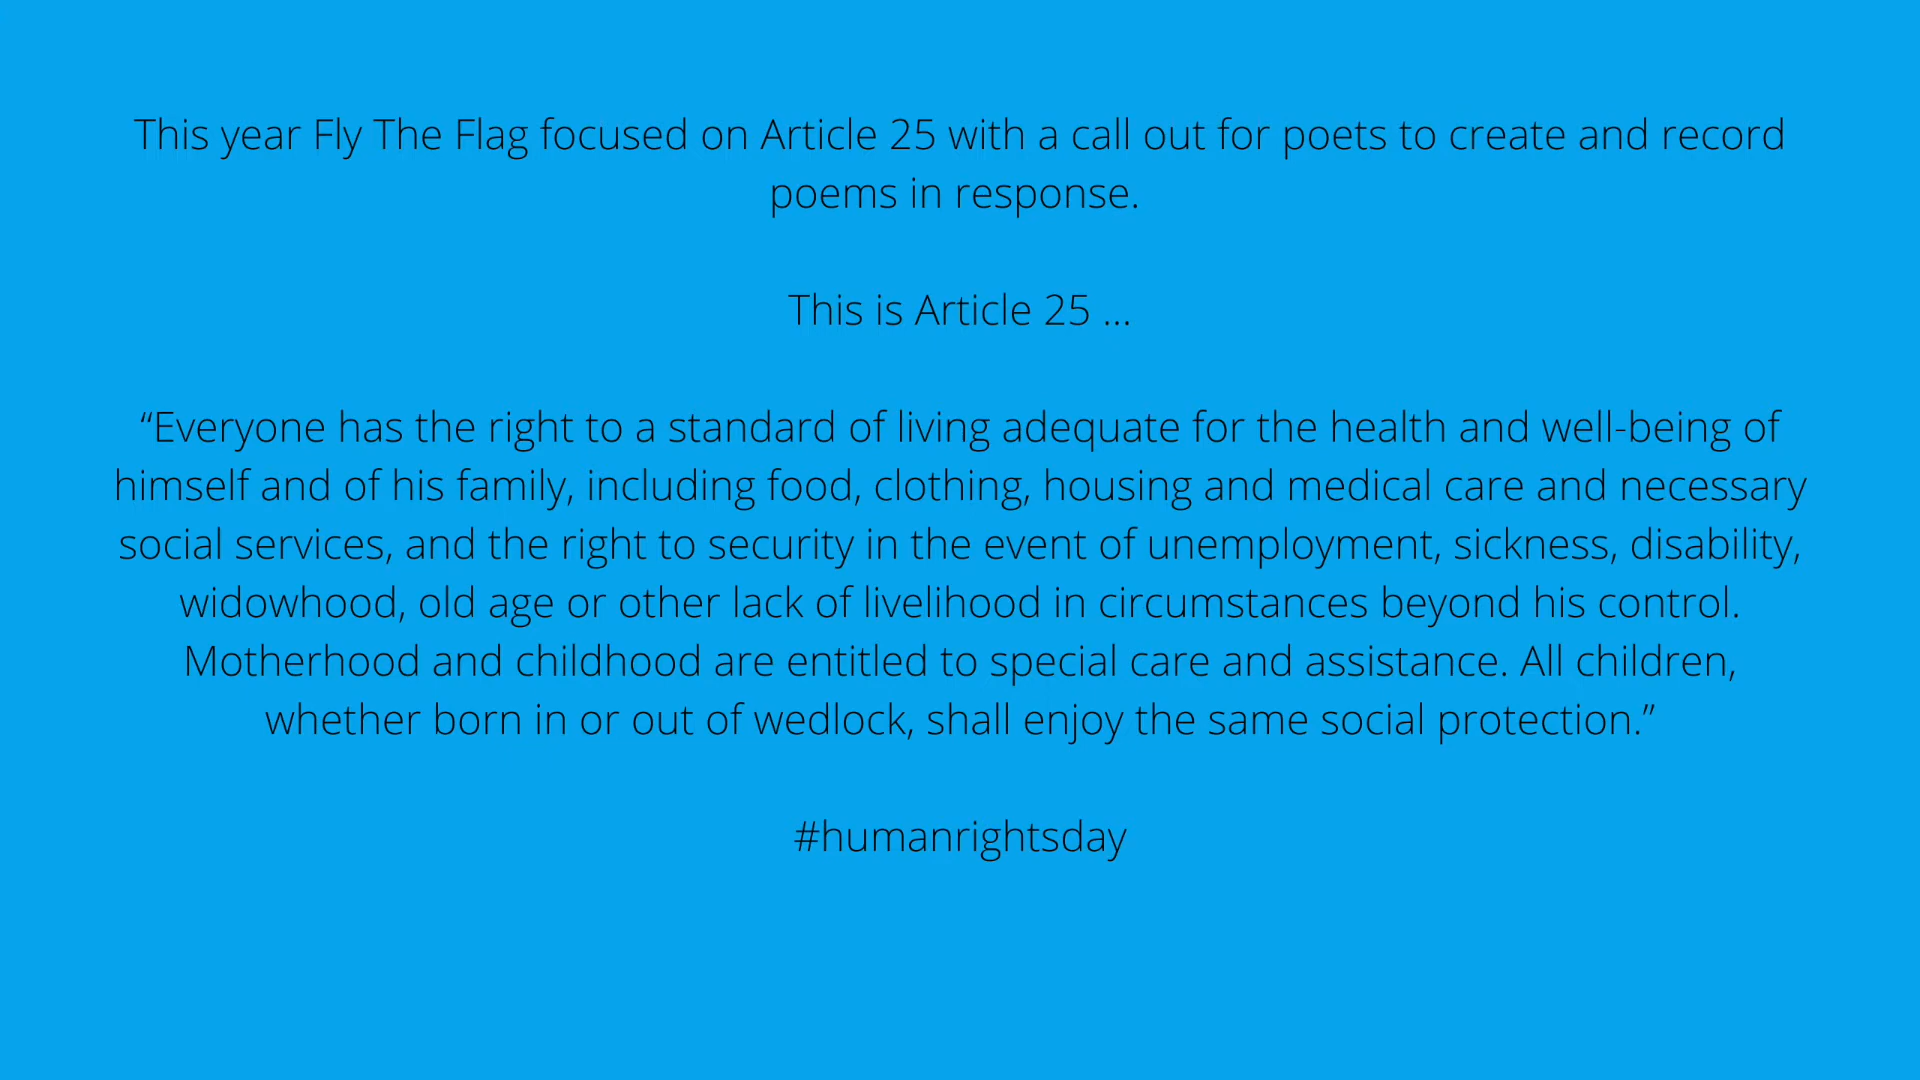 This year Fly The Flag focused on Article 25 with a call out for poets to create and record
poems in response.
This is Article 25 ...
“Everyone has the right to a standard of living adequate for the health and well-being of
himself and of his family, including food, clothing, housing and medical care and necessary
social services, and the right to security in the event of unemployment, sickness, disability,
widowhood, old age or other lack of livelihood in circumstances beyond his control.
Motherhood and childhood are entitled to special care and assistance. All children,
whether born in or out of wedlock, shall enjoy the same social protection.”
#humanrightsday